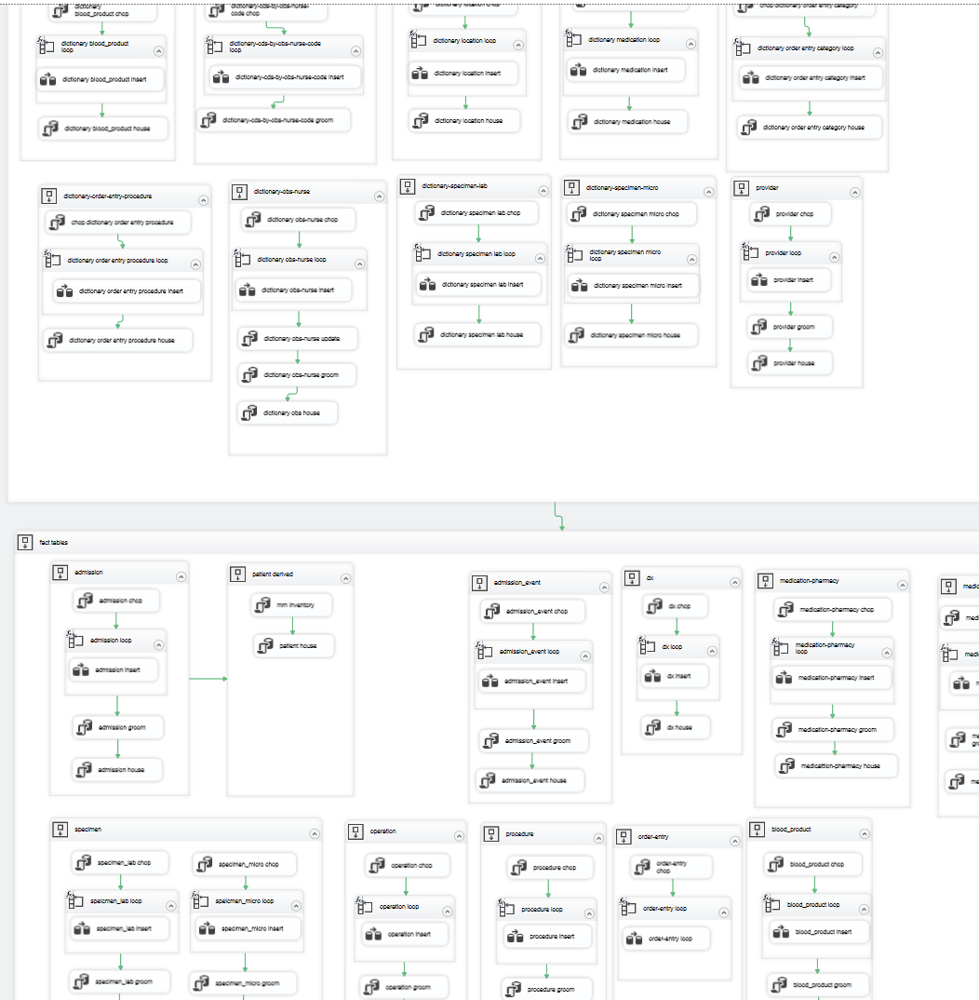 dictionary
blood_product chop
dictionary-cds-by-obs-nurse-
code chop
dictionary location chop
chop dictionary order entry category
dictionary blood_product
loop
dictionary-cds-by-obs-nurse-code
loop
dictionary location loop
dictionary medication loop
dictionary order entry category loop
dictionary blood_product insert
dictionary-cds-by-obs-nurse-code insert
dictionary location insert
dictionary medication insert
dictionary order entry category insert
dictionary blood_product house
dictionary-cds-by-obs-nurse-code groom
dictionary location house
dictionary medication house
dictionary order entry category house
dictionary-order-entry-procedure
chop dictionary order entry procedure
dictionary order entry procedure loop
dictionary order entry procedure insert
dictionary order entry procedure house
dictionary-obs-nurse
dictionary obs-nurse chop
dictionary obs-nurse loop
dictionary obs-nurse insert
dictionary obs-nurse update
dictionary obs-nurse groom
dictionary obs house
dictionary-specimen-lab
dictionary specimen lab chop
dictionary specimen lab loop
dictionary specimen lab insert
dictionary specimen lab house
dictionary-specimen-micro
dictionary specimen micro chop
dictionary specimen micro
loop
dictionary specimen micro insert
dictionary specimen micro house
provider
provider chop
provider loop
provider insert
provider groom
provider house
fact tables
admission
admission chop
admission loop
admission insert
admission groom
admission house
patient derived
mrn inventory
patient house
admission_event
admission_event chop
admission_event loop
admission_event insert
admission_event groom
admission_event house
dx
dx chop
dx loop
dx insert
dx house
medication-pharmacy
medication-pharmacy chop
medication-pharmacy
loop
medication-pharmacy insert
medication-pharmacy groom
medicattion-pharmacy house
specimen
specimen_lab chop
speicmen_lab loop
specimen_lab insert
specimen_lab groom
specimen_micro chop
speicmen_micro loop
specimen_micro insert
specimen_micro groom
operation
operation chop
operation loop
operation insert
operation groom
procedure
procedure chop
procedure loop
procedure insert
procedure groom
order-entry
order-entry
chop
order-entry loop
order-entry loop
blood_product
blood_product chop
blood_product loop
blood_product insert
blood_product groom